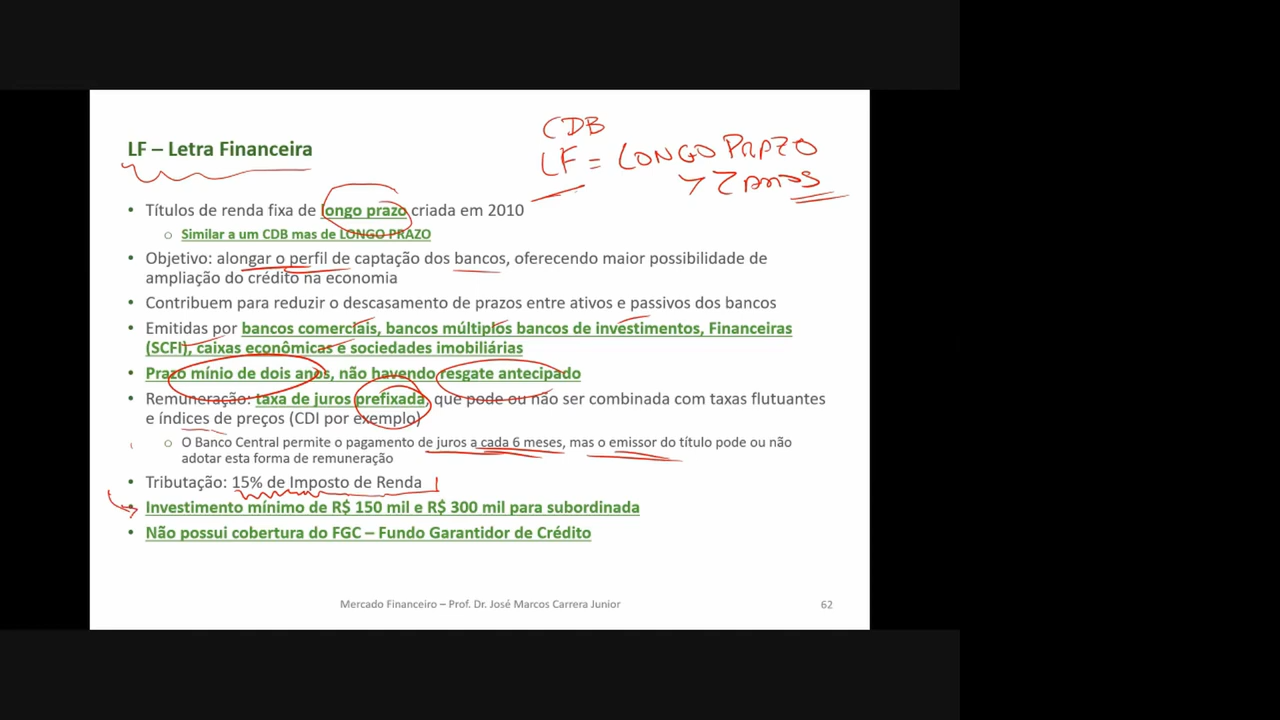 CDB
LF = LONGO PRAZO
> 2 anos
LF – Letra Financeira
• Títulos de renda fixa de longo prazo criada em 2010
○ Similar a um CDB mas de LONGO PRAZO
• Objetivo: alongar o perfil de captação dos bancos, oferecendo maior possibilidade de
ampliação do crédito na economia
• Contribuem para reduzir o descasamento de prazos entre ativos e passivos dos bancos
• Emitidas por bancos comerciais, bancos múltiplos bancos de investimentos, Financeiras
(SCFI), caixas econômicas e sociedades imobiliárias
• Prazo mínio de dois anos, não havendo resgate antecipado
• Remuneração: taxa de juros prefixada, que pode ou não ser combinada com taxas flutuantes
e índices de preços (CDI por exemplo)
○ O Banco Central permite o pagamento de juros a cada 6 meses, mas o emissor do título pode ou não
adotar esta forma de remuneração
• Tributação: 15% de Imposto de Renda
• Investimento mínimo de R$ 150 mil e R$ 300 mil para subordinada
• Não possui cobertura do FGC – Fundo Garantidor de Crédito
Mercado Financeiro – Prof. Dr. José Marcos Carrera Junior 62